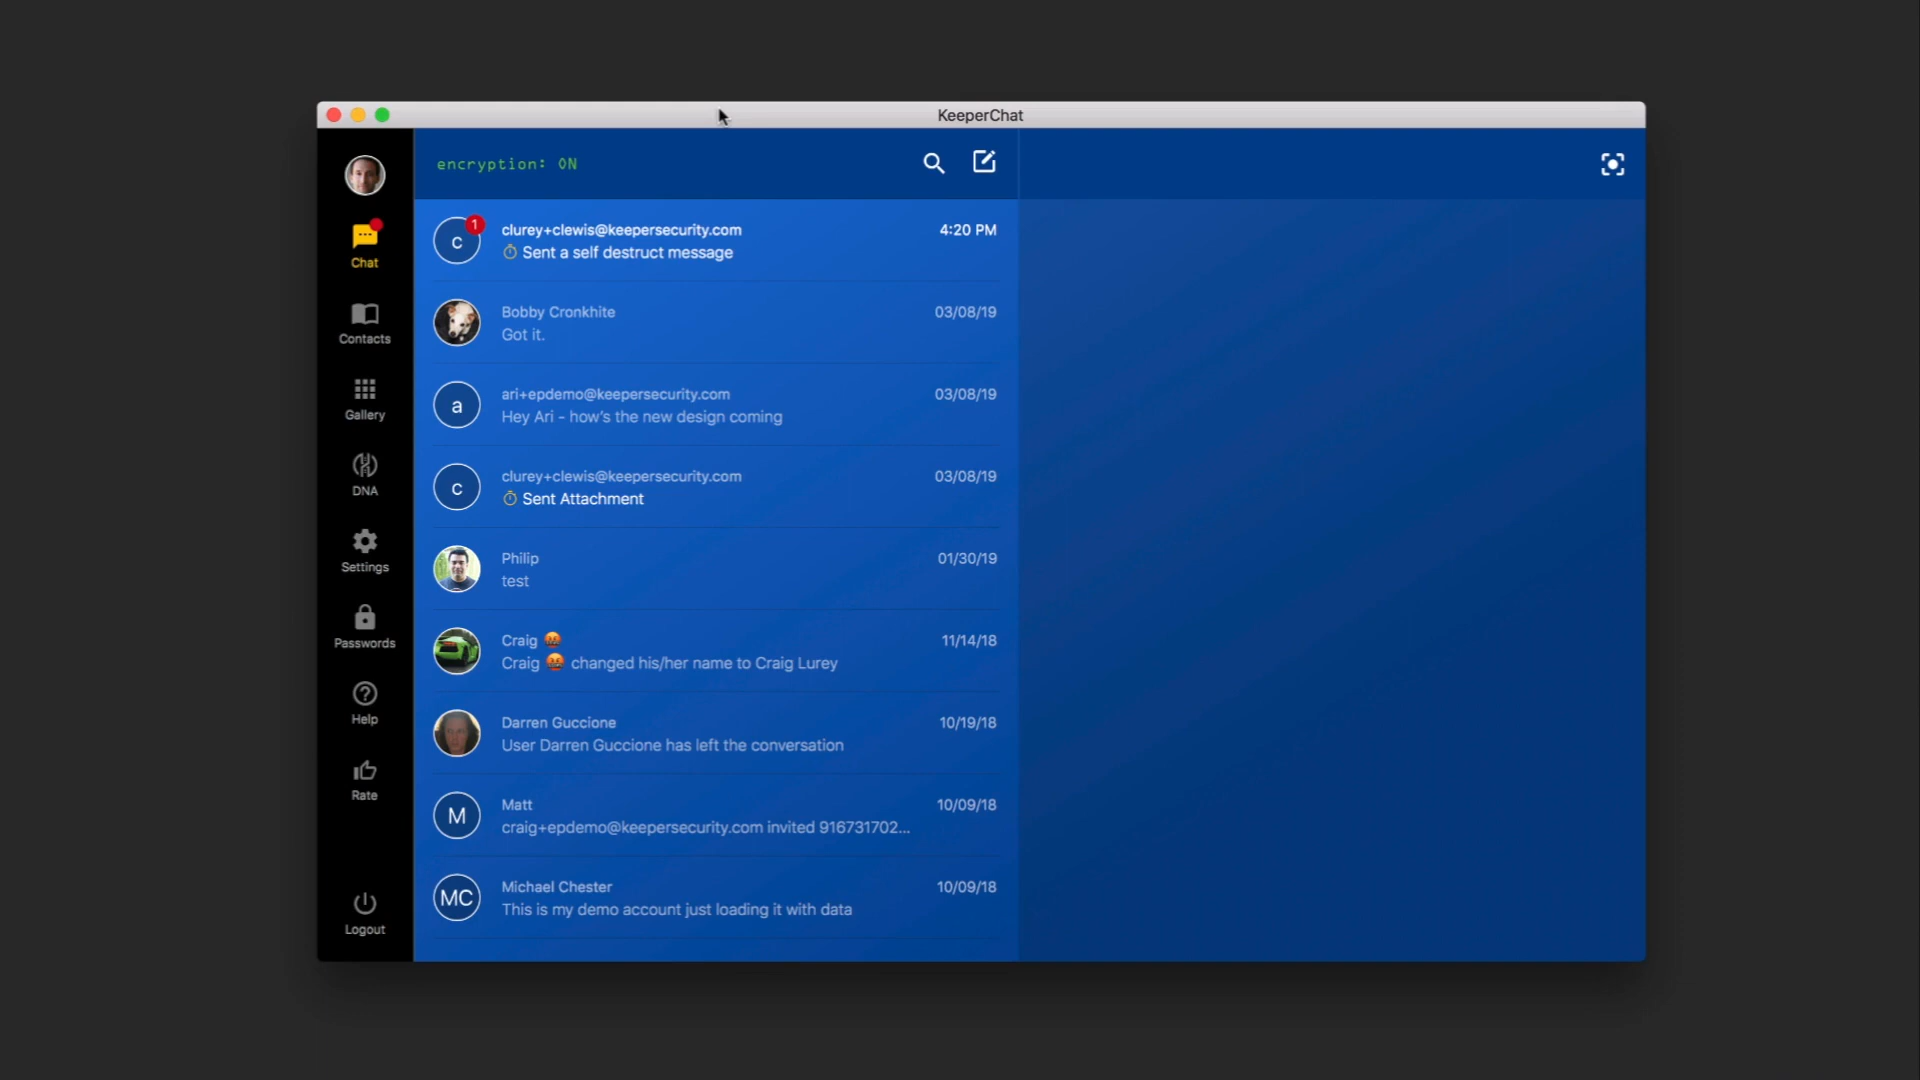 KeeperChat
encryption: ON
Chat
Contacts
Gallery
DNA
Settings
Passwords
Help
Rate
Logout
c
1
clurey+clewis@keepersecurity.com
4:20 PM
Sent a self destruct message
Bobby Cronkhite
03/08/19
Got it.
a
ari+epdemo@keepersecurity.com
03/08/19
Hey Ari - how's the new design coming
c
clurey+clewis@keepersecurity.com
03/08/19
Sent Attachment
Philip
01/30/19
test
Craig 🤬
11/14/18
Craig 🤬 changed his/her name to Craig Lurey
Darren Guccione
10/19/18
User Darren Guccione has left the conversation
M
Matt
10/09/18
craig+epdemo@keepersecurity.com invited 916731702...
MC
Michael Chester
10/09/18
This is my demo account just loading it with data